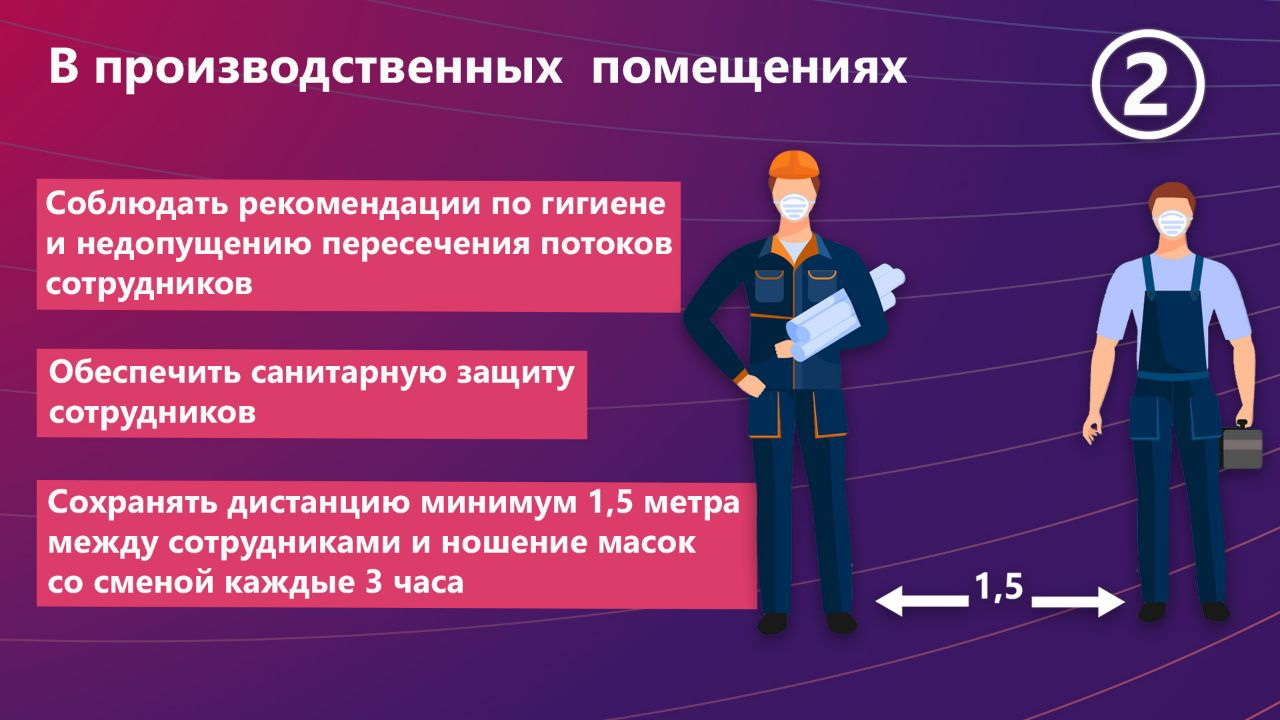 В производственных помещениях
2
Соблюдать рекомендации по гигиене
и недопущению пересечения потоков
сотрудников
Обеспечить санитарную защиту
сотрудников
Сохранять дистанцию минимум 1,5 метра
между сотрудниками и ношение масок
со сменой каждые 3 часа
1,5